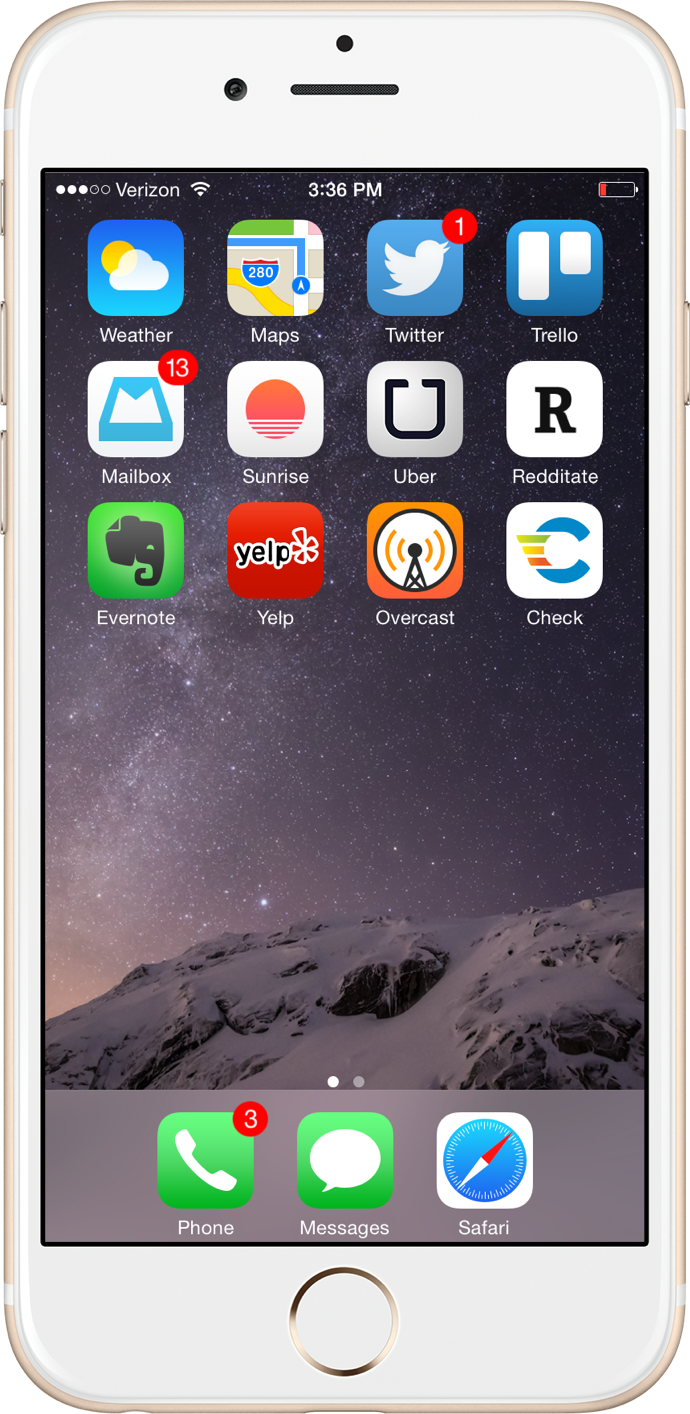 Verizon 3:36 PM
1
280
Weather Maps Twitter Trello
13
R
Mailbox Sunrise Uber Redditate
yelp
Evernote Yelp Overcast Check
3
Phone Messages Safari